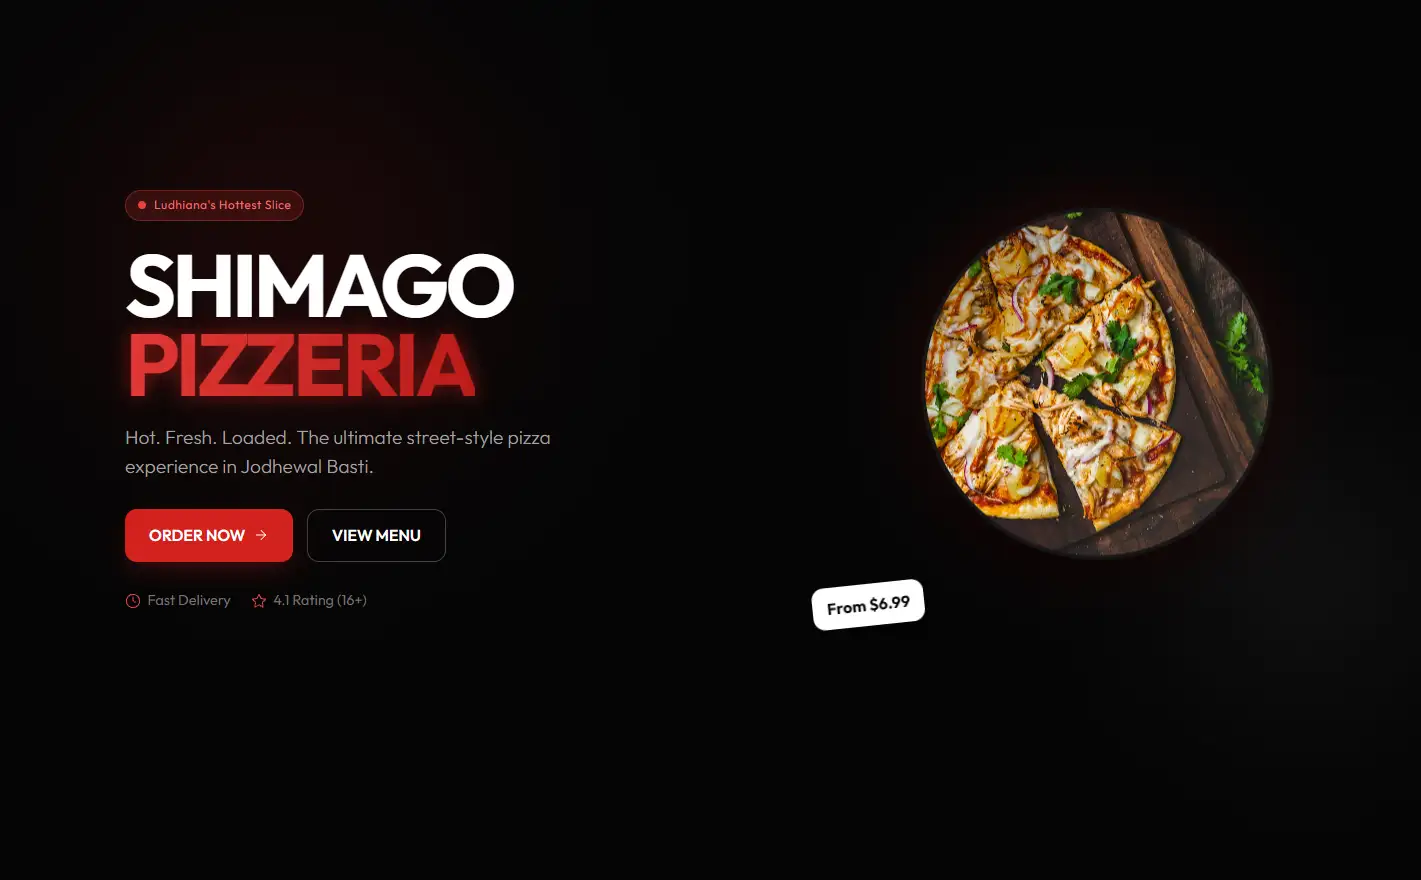 Ludhiana's Hottest Slice
SHIMAGO
PIZZERIA
Hot. Fresh. Loaded. The ultimate street-style pizza
experience in Jodhewal Basti.
ORDER NOW →
VIEW MENU
Fast Delivery
4.1 Rating (16+)
From $6.99